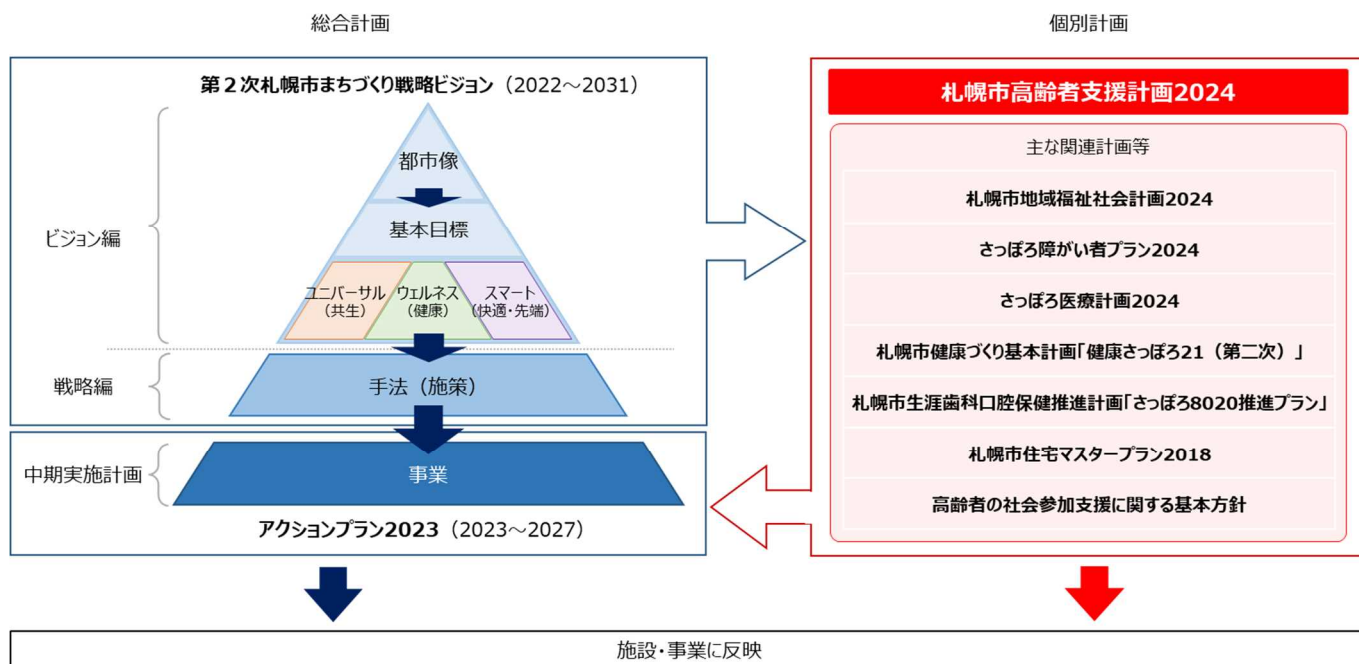 総合計画
個別計画
第２次札幌市まちづくり戦略ビジョン（2022～2031）
都市像
基本目標
ビジョン編
ユニバーサル
（共生）
ウェルネス
（健康）
スマート
（快適・先端）
戦略編
手法（施策）
中期実施計画
事業
アクションプラン2023（2023～2027）
札幌市高齢者支援計画2024
主な関連計画等
札幌市地域福祉社会計画2024
さっぽろ障がい者プラン2024
さっぽろ医療計画2024
札幌市健康づくり基本計画「健康さっぽろ21（第二次）」
札幌市生涯歯科口腔保健推進計画「さっぽろ8020推進プラン」
札幌市住宅マスタープラン2018
高齢者の社会参加支援に関する基本方針
施設・事業に反映